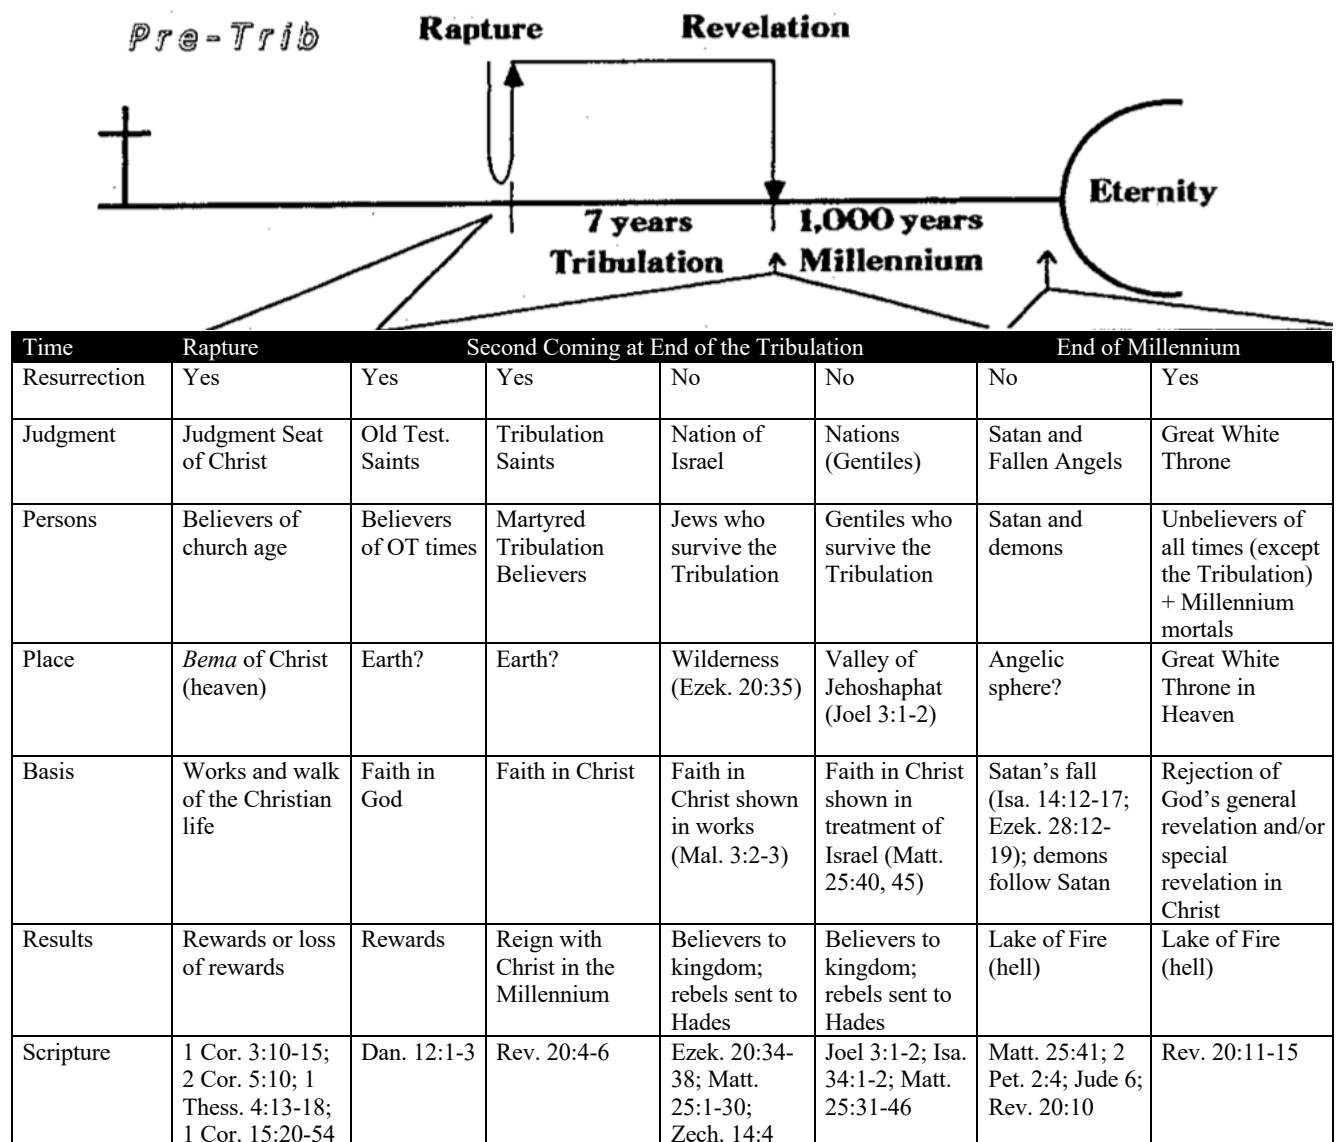 Pre-Trib
Rapture
Revelation
Eternity
7 years
Tribulation
1,000 years
Millennium
Time
Rapture
Second Coming at End of the Tribulation
End of Millennium
Resurrection
Yes
Yes
Yes
No
No
No
Yes
Judgment
Judgment Seat
of Christ
Old Test.
Saints
Tribulation
Saints
Nation of
Israel
Nations
(Gentiles)
Satan and
Fallen Angels
Great White
Throne
Persons
Believers of
church age
Believers
of OT times
Martyred
Tribulation
Believers
Jews who
survive the
Tribulation
Gentiles who
survive the
Tribulation
Satan and
demons
Unbelievers of
all times (except
the Tribulation)
+ Millennium
mortals
Place
Bema of Christ
(heaven)
Earth?
Earth?
Wilderness
(Ezek. 20:35)
Valley of
Jehoshaphat
(Joel 3:1-2)
Angelic
sphere?
Great White
Throne in
Heaven
Basis
Works and walk
of the Christian
life
Faith in
God
Faith in Christ
Faith in
Christ shown
in works
(Mal. 3:2-3)
Faith in Christ
shown in
treatment of
Israel (Matt.
25:40, 45)
Satan’s fall
(Isa. 14:12-17;
Ezek. 28:12-
19); demons
follow Satan
Rejection of
God’s general
revelation and/or
special
revelation in
Christ
Results
Rewards or loss
of rewards
Rewards
Reign with
Christ in the
Millennium
Believers to
kingdom;
rebels sent to
Hades
Believers to
kingdom;
rebels sent to
Hades
Lake of Fire
(hell)
Lake of Fire
(hell)
Scripture
1 Cor. 3:10-15;
2 Cor. 5:10; 1
Thess. 4:13-18;
1 Cor. 15:20-54
Dan. 12:1-3
Rev. 20:4-6
Ezek. 20:34-
38; Matt.
25:1-30;
Zech. 14:4
Joel 3:1-2; Isa.
34:1-2; Matt.
25:31-46
Matt. 25:41; 2
Pet. 2:4; Jude 6;
Rev. 20:10
Rev. 20:11-15